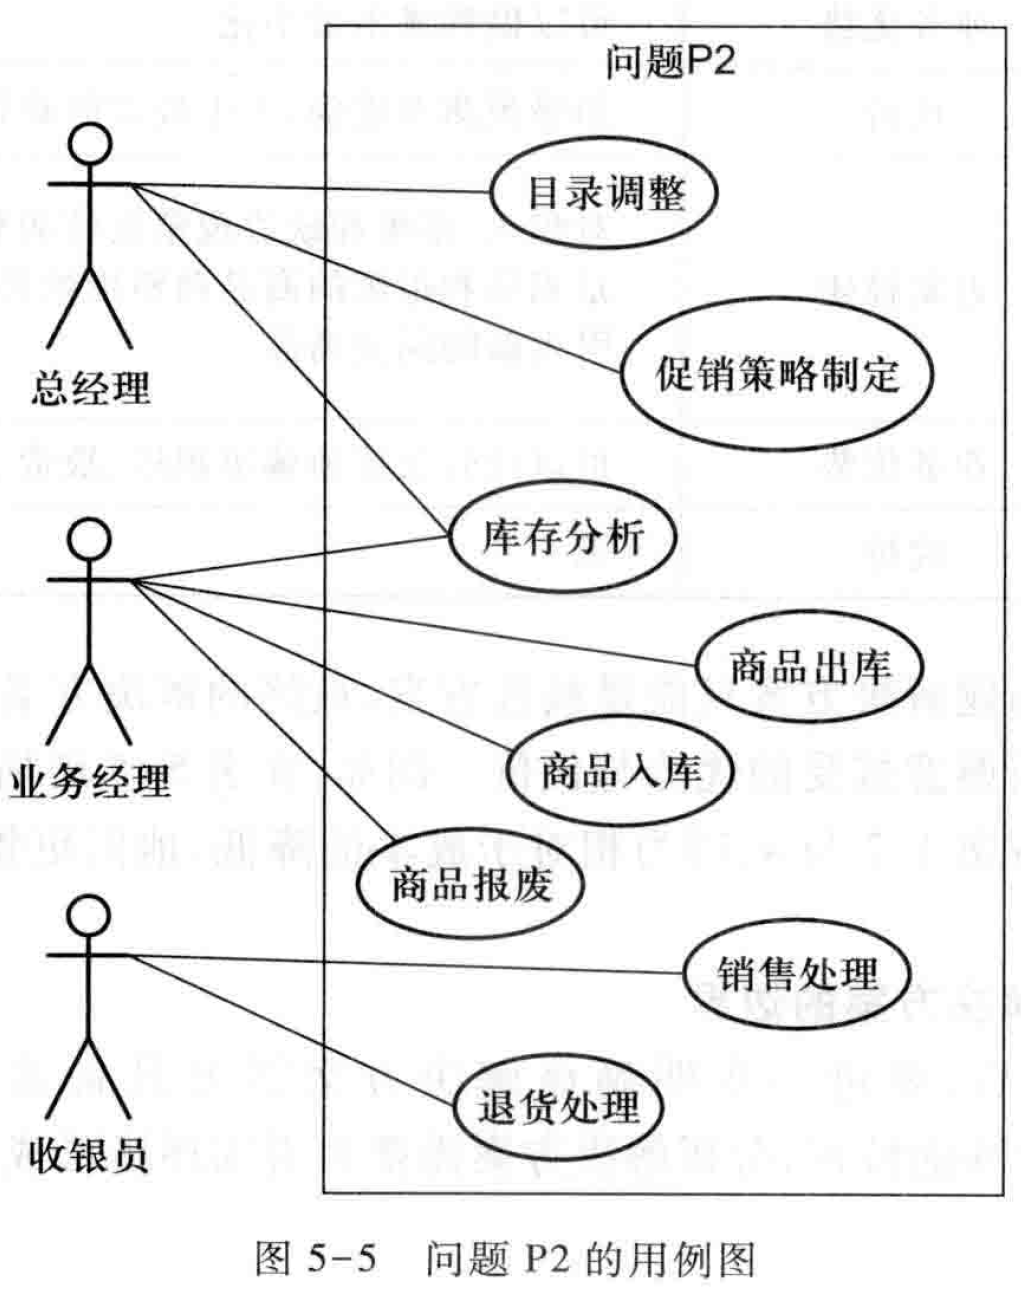 问题P2
目录调整
促销策略制定
总经理
库存分析
商品出库
商品入库
业务经理
商品报废
销售处理
退货处理
收银员
图 5-5 问题 P2 的用例图